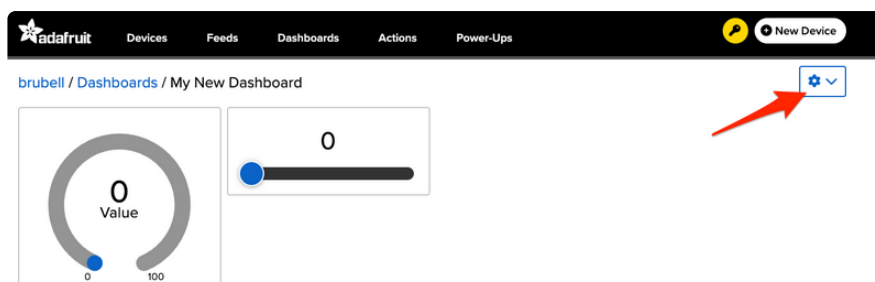 adafruit Devices Feeds Dashboards Actions Power-Ups New Device
brubell / Dashboards / My New Dashboard
0
0
Value
0 100